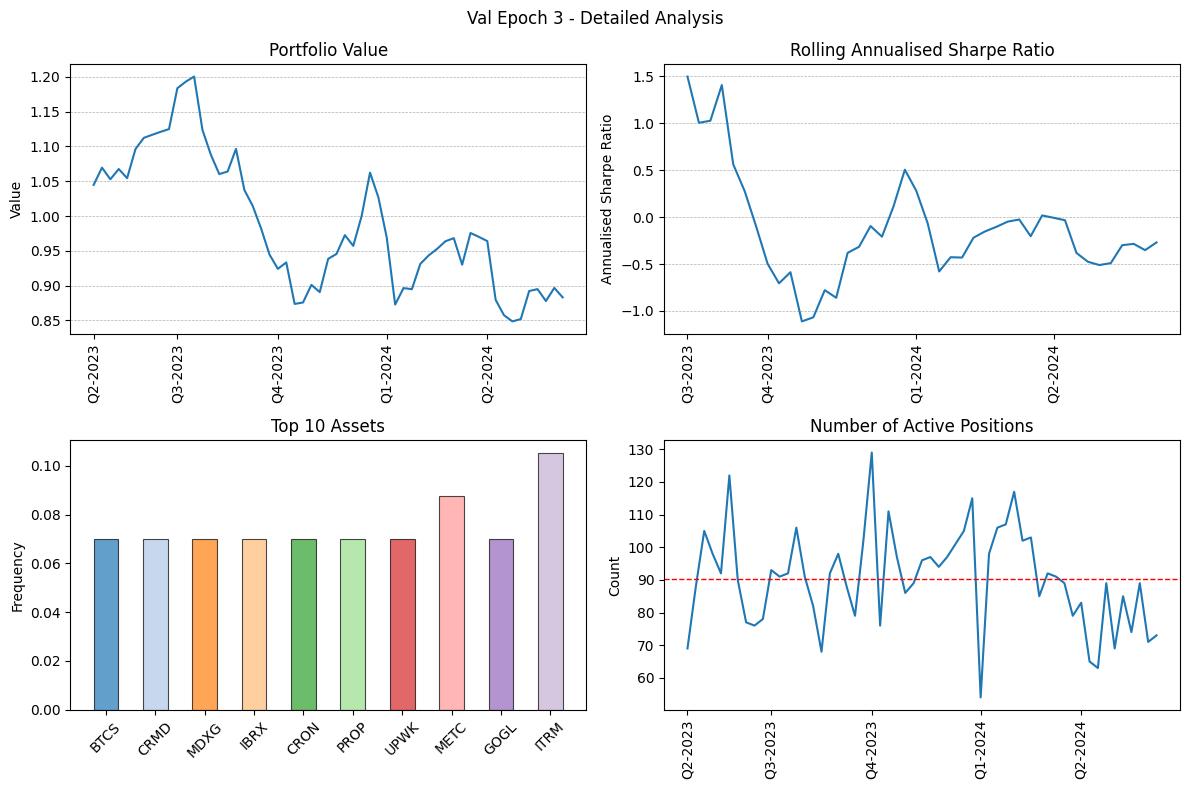 Val Epoch 3 - Detailed Analysis
Portfolio Value
Value
1.20
1.15
1.10
1.05
1.00
0.95
0.90
0.85
Q2-2023
Q3-2023
Q4-2023
Q1-2024
Q2-2024
Rolling Annualised Sharpe Ratio
Annualised Sharpe Ratio
1.5
1.0
0.5
0.0
−0.5
−1.0
Q3-2023
Q4-2023
Q1-2024
Q2-2024
Top 10 Assets
Frequency
0.10
0.08
0.06
0.04
0.02
0.00
BTCS
CRMD
MDXG
IBRX
CRON
PROP
UPWK
METC
GOGL
ITRM
Number of Active Positions
Count
130
120
110
100
90
80
70
60
Q2-2023
Q3-2023
Q4-2023
Q1-2024
Q2-2024